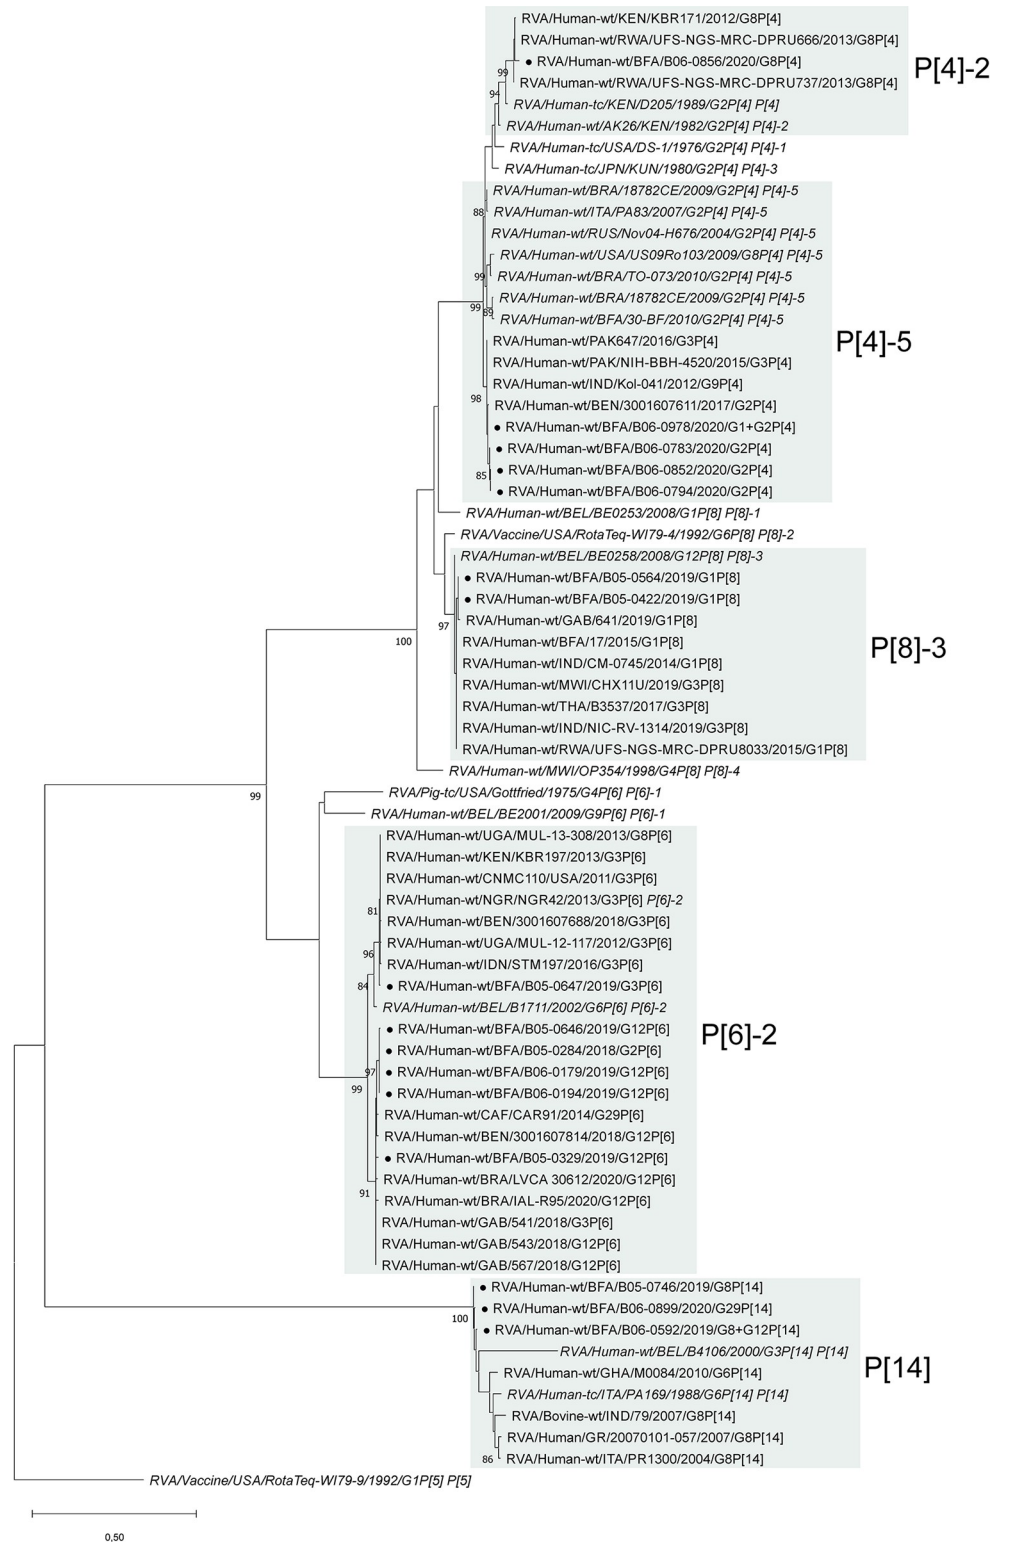 RVA/Human-wt/KEN/KBR171/2012/G8P[4]
RVA/Human-wt/RWA/UFS-NGS-MRC-DPRU666/2013/G8P[4]
RVA/Human-wt/BFA/B06-0856/2020/G8P[4]
P[4]-2
99
RVA/Human-wt/RWA/UFS-NGS-MRC-DPRU737/2013/G8P[4]
94
RVA/Human-tc/KEN/D205/1989/G2P[4] P[4]
RVA/Human-wt/AK26/KEN/1982/G2P[4] P[4]-2
RVA/Human-tc/USA/DS-1/1976/G2P[4] P[4]-1
RVA/Human-tc/JPN/KUN/1980/G2P[4] P[4]-3
RVA/Human-wt/BRA/18782CE/2009/G2P[4] P[4]-5
88
RVA/Human-wt/ITA/PA83/2007/G2P[4] P[4]-5
RVA/Human-wt/RUS/Nov04-H676/2004/G2P[4] P[4]-5
RVA/Human-wt/USA/US09Ro103/2009/G8P[4] P[4]-5
99
RVA/Human-wt/BRA/TO-073/2010/G2P[4] P[4]-5
RVA/Human-wt/BRA/18782CE/2009/G2P[4] P[4]-5
99
89
RVA/Human-wt/BFA/30-BF/2010/G2P[4] P[4]-5
RVA/Human-wt/PAK647/2016/G3P[4]
P[4]-5
RVA/Human-wt/PAK/NIH-BBH-4520/2015/G3P[4]
RVA/Human-wt/IND/Kol-041/2012/G9P[4]
98
RVA/Human-wt/BEN/3001607611/2017/G2P[4]
RVA/Human-wt/BFA/B06-0978/2020/G1+G2P[4]
RVA/Human-wt/BFA/B06-0783/2020/G2P[4]
85
RVA/Human-wt/BFA/B06-0852/2020/G2P[4]
RVA/Human-wt/BFA/B06-0794/2020/G2P[4]
RVA/Human-wt/BEL/BE0253/2008/G1P[8] P[8]-1
RVA/Vaccine/USA/RotaTeq-WI79-4/1992/G6P[8] P[8]-2
RVA/Human-wt/BEL/BE0258/2008/G12P[8] P[8]-3
RVA/Human-wt/BFA/B05-0564/2019/G1P[8]
RVA/Human-wt/BFA/B05-0422/2019/G1P[8]
RVA/Human-wt/GAB/641/2019/G1P[8]
97
100
RVA/Human-wt/BFA/17/2015/G1P[8]
P[8]-3
RVA/Human-wt/IND/CM-0745/2014/G1P[8]
RVA/Human-wt/MWI/CHX11U/2019/G3P[8]
RVA/Human-wt/THA/B3537/2017/G3P[8]
RVA/Human-wt/IND/NIC-RV-1314/2019/G3P[8]
RVA/Human-wt/RWA/UFS-NGS-MRC-DPRU8033/2015/G1P[8]
RVA/Human-wt/MWI/OP354/1998/G4P[8] P[8]-4
99
RVA/Pig-tc/USA/Gottfried/1975/G4P[6] P[6]-1
RVA/Human-wt/BEL/BE2001/2009/G9P[6] P[6]-1
RVA/Human-wt/UGA/MUL-13-308/2013/G8P[6]
RVA/Human-wt/KEN/KBR197/2013/G3P[6]
RVA/Human-wt/CNMC110/USA/2011/G3P[6]
RVA/Human-wt/NGR/NGR42/2013/G3P[6] P[6]-2
81
RVA/Human-wt/BEN/3001607688/2018/G3P[6]
RVA/Human-wt/UGA/MUL-12-117/2012/G3P[6]
96
RVA/Human-wt/IDN/STM197/2016/G3P[6]
84
RVA/Human-wt/BFA/B05-0647/2019/G3P[6]
RVA/Human-wt/BEL/B1711/2002/G6P[6] P[6]-2
RVA/Human-wt/BFA/B05-0646/2019/G12P[6]
P[6]-2
RVA/Human-wt/BFA/B05-0284/2018/G2P[6]
97
RVA/Human-wt/BFA/B06-0179/2019/G12P[6]
99
RVA/Human-wt/BFA/B06-0194/2019/G12P[6]
RVA/Human-wt/CAF/CAR91/2014/G29P[6]
RVA/Human-wt/BEN/3001607814/2018/G12P[6]
RVA/Human-wt/BFA/B05-0329/2019/G12P[6]
RVA/Human-wt/BRA/LVCA 30612/2020/G12P[6]
91
RVA/Human-wt/BRA/IAL-R95/2020/G12P[6]
RVA/Human-wt/GAB/541/2018/G3P[6]
RVA/Human-wt/GAB/543/2018/G12P[6]
RVA/Human-wt/GAB/567/2018/G12P[6]
RVA/Human-wt/BFA/B05-0746/2019/G8P[14]
RVA/Human-wt/BFA/B06-0899/2020/G29P[14]
100
RVA/Human-wt/BFA/B06-0592/2019/G8+G12P[14]
RVA/Human-wt/BEL/B4106/2000/G3P[14] P[14]
P[14]
RVA/Human-wt/GHA/M0084/2010/G6P[14]
RVA/Human-tc/ITA/PA169/1988/G6P[14] P[14]
RVA/Bovine-wt/IND/79/2007/G8P[14]
RVA/Human/GR/20070101-057/2007/G8P[14]
86
RVA/Human-wt/ITA/PR1300/2004/G8P[14]
RVA/Vaccine/USA/RotaTeq-WI79-9/1992/G1P[5] P[5]
0,50